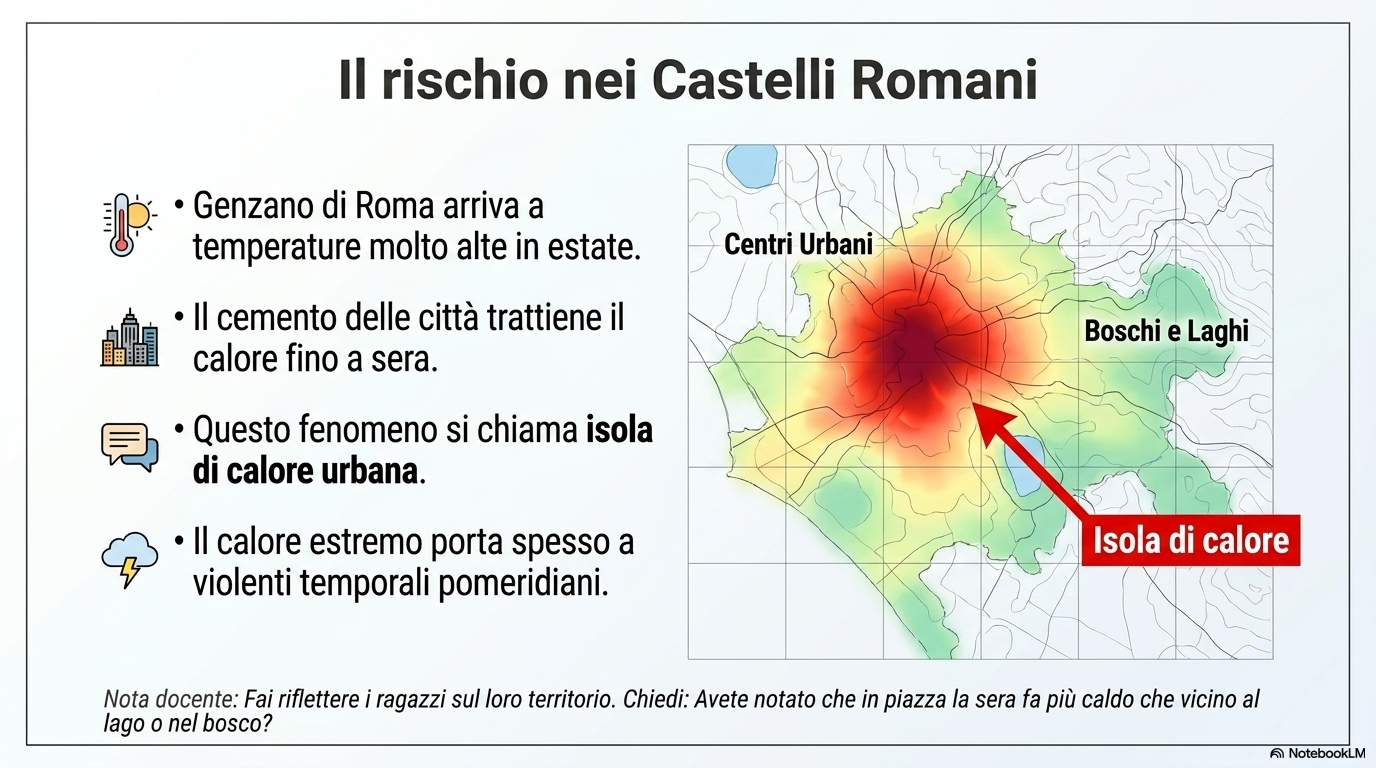 Il rischio nei Castelli Romani
• Genzano di Roma arriva a
temperature molto alte in estate.
• Il cemento delle città trattiene il
calore fino a sera.
• Questo fenomeno si chiama isola
di calore urbana.
• Il calore estremo porta spesso a
violenti temporali pomeridiani.
Centri Urbani
Boschi e Laghi
Isola di calore
Nota docente: Fai riflettere i ragazzi sul loro territorio. Chiedi: Avete notato che in piazza la sera fa più caldo che vicino al
lago o nel bosco?
NotebookLM